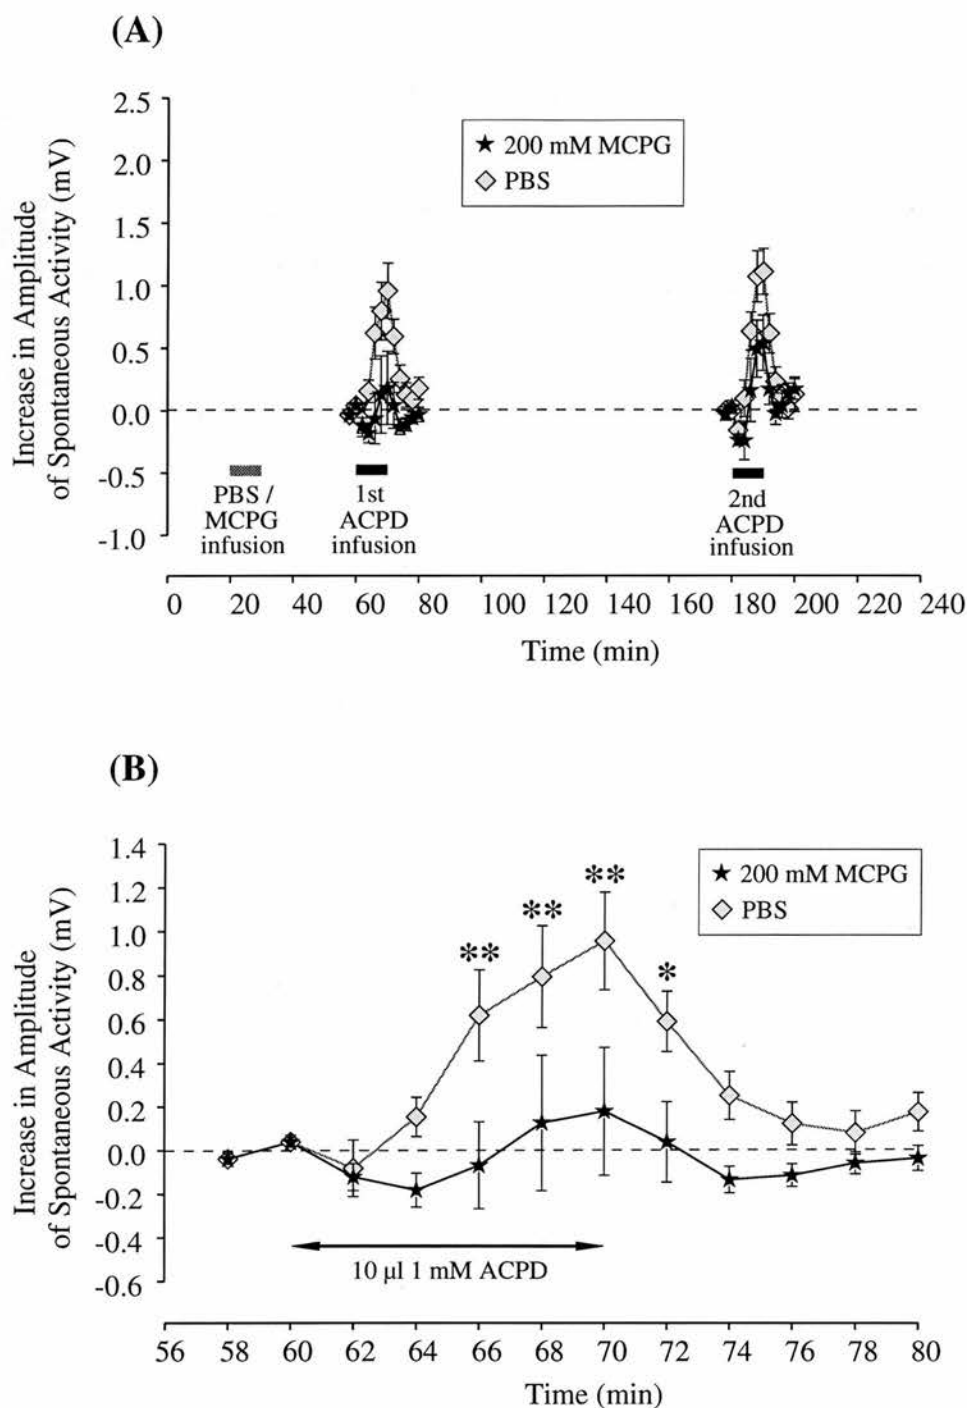 (A)
Increase in Amplitude
of Spontaneous Activity (mV)
2.5
2.0
1.5
1.0
0.5
0.0
-0.5
-1.0
★ 200 mM MCPG
PBS
PBS /
MCPG
infusion
1st
ACPD
infusion
2nd
ACPD
infusion
0 20 40 60 80 100 120 140 160 180 200 220 240
Time (min)
(B)
Increase in Amplitude
of Spontaneous Activity (mV)
1.4
1.2
1.0
0.8
0.6
0.4
0.2
0.0
-0.2
-0.4
-0.6
★ 200 mM MCPG
PBS
** ** ** *
10 µl 1 mM ACPD
56 58 60 62 64 66 68 70 72 74 76 78 80
Time (min)